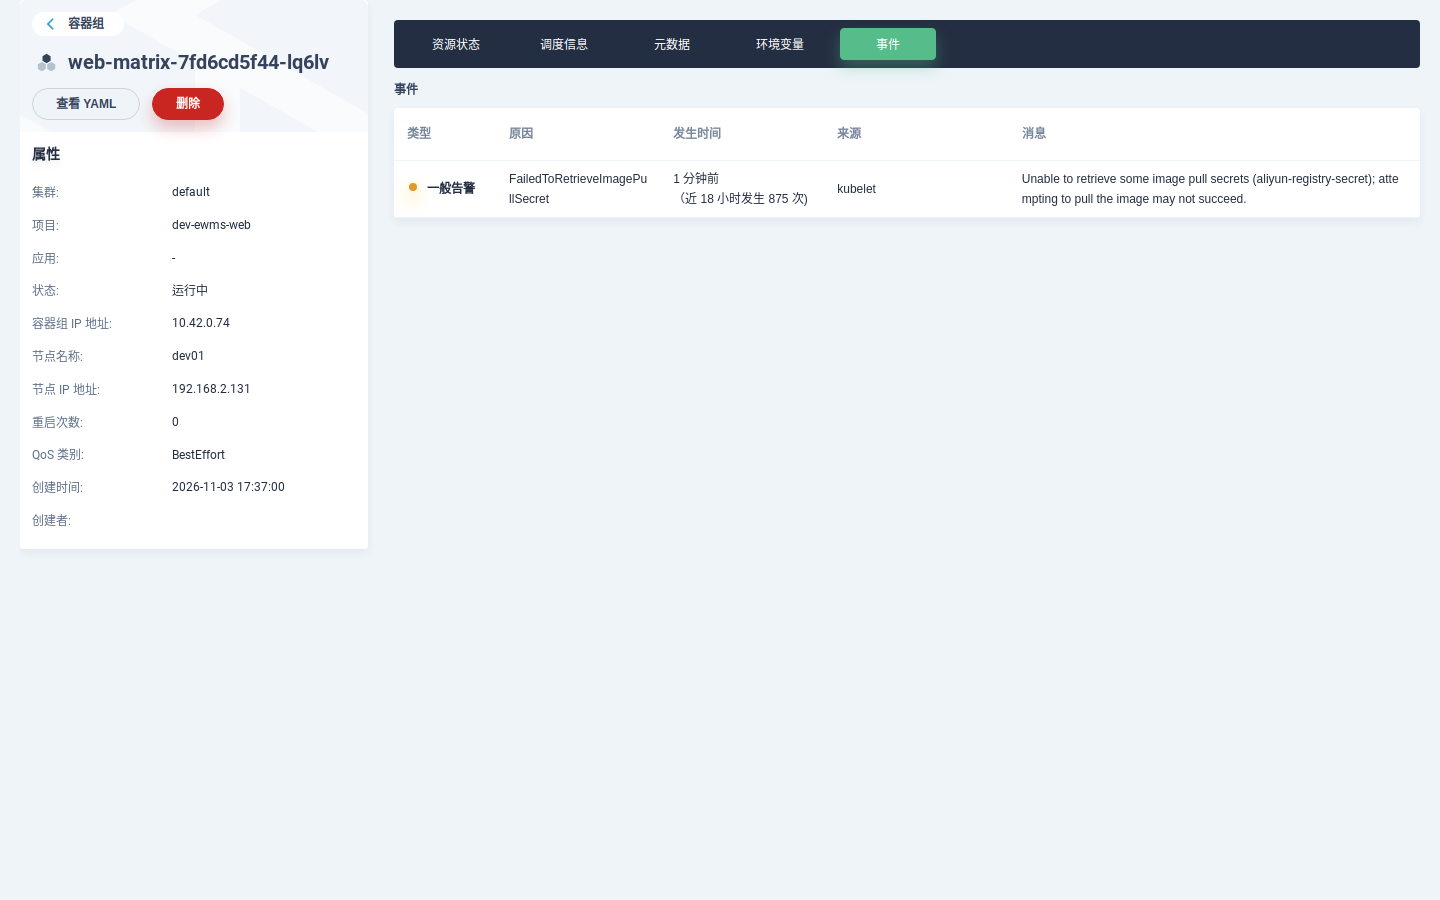 容器组
web-matrix-7fd6cd5f44-lq6lv
查看 YAML
删除
属性
集群: default
项目: dev-ewms-web
应用: -
状态: 运行中
容器组 IP 地址: 10.42.0.74
节点名称: dev01
节点 IP 地址: 192.168.2.131
重启次数: 0
QoS 类别: BestEffort
创建时间: 2026-11-03 17:37:00
创建者:
资源状态 调度信息 元数据 环境变量 事件
事件
类型 原因 发生时间 来源 消息
一般告警
FailedToRetrieveImagePu
llSecret
1 分钟前
（近 18 小时发生 875 次)
kubelet
Unable to retrieve some image pull secrets (aliyun-registry-secret); atte
mpting to pull the image may not succeed.